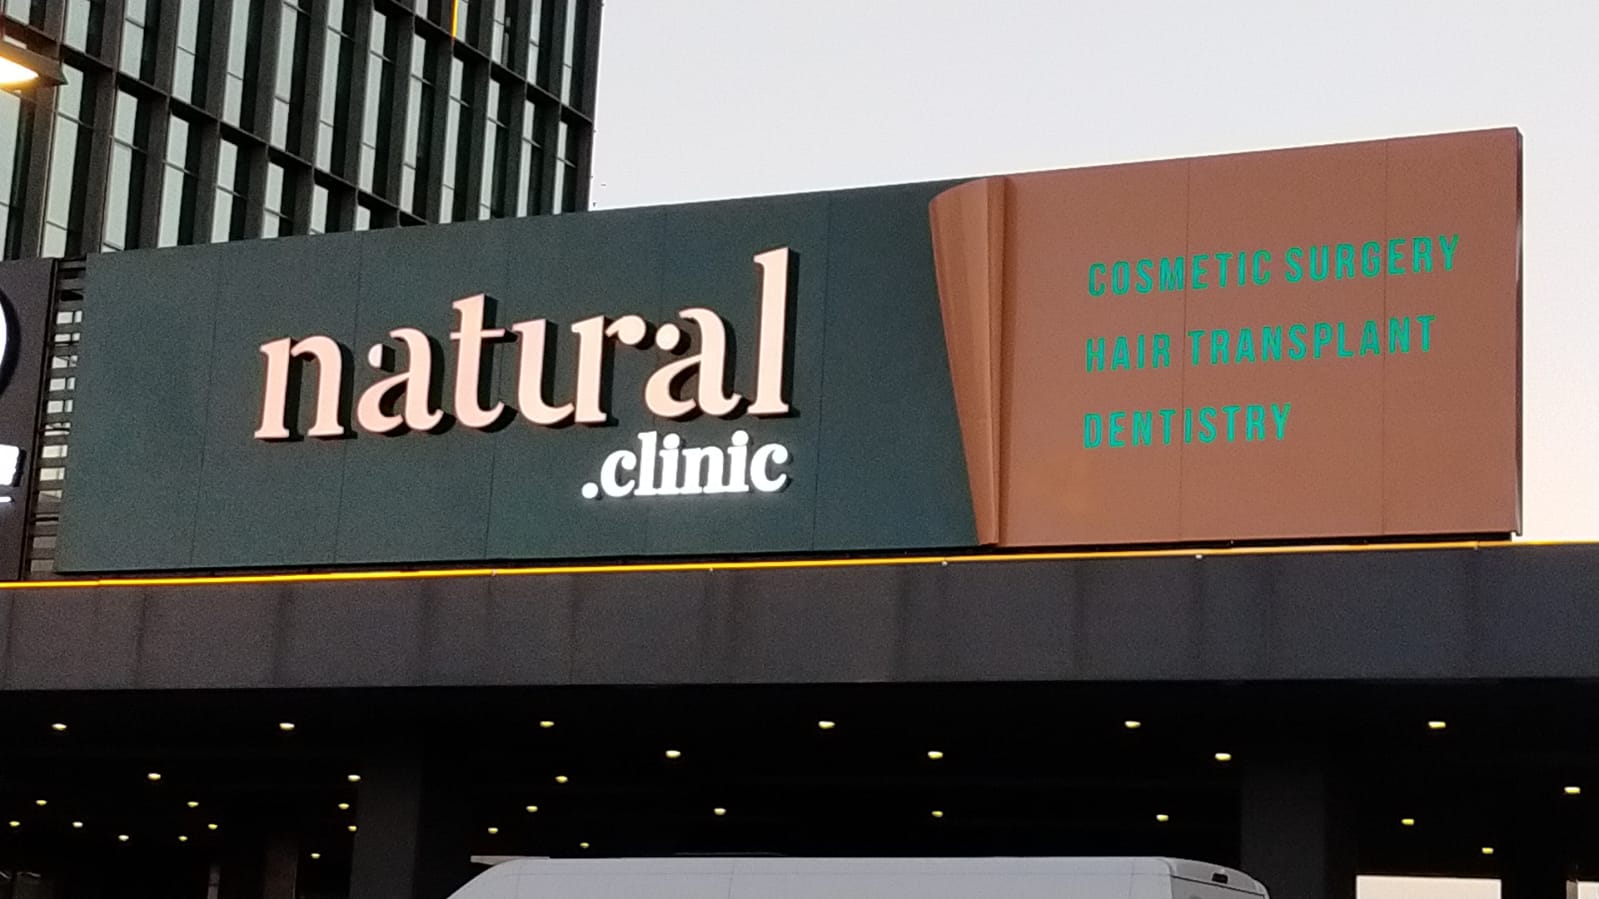 natural
.clinic
COSMETIC SURGERY
HAIR TRANSPLANT
DENTISTRY